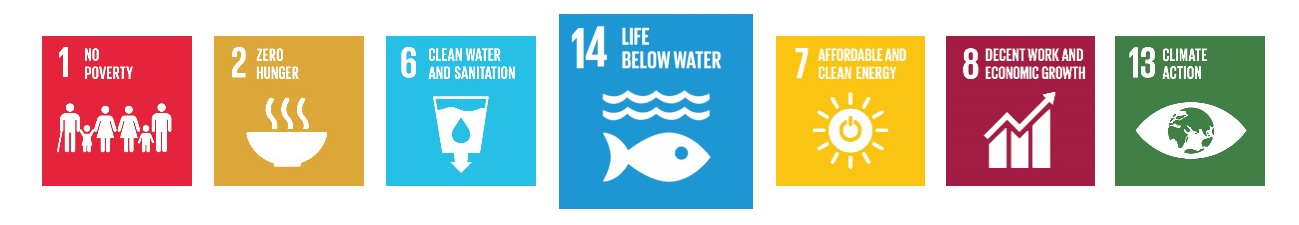 1 NO
POVERTY
2 ZERO
HUNGER
6 CLEAN WATER
AND SANITATION
14 LIFE
BELOW WATER
7 AFFORDABLE AND
CLEAN ENERGY
8 DECENT WORK AND
ECONOMIC GROWTH
13 CLIMATE
ACTION